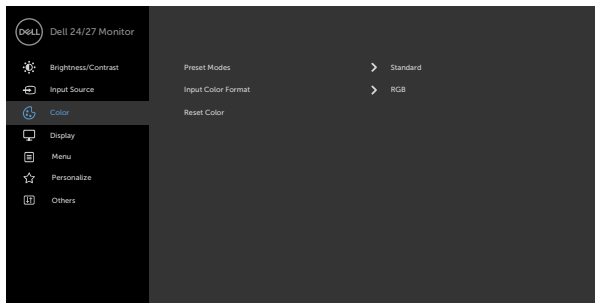 DELL Dell 24/27 Monitor
Brightness/Contrast Preset Modes Standard
Input Source Input Color Format RGB
Color Reset Color
Display
Menu
Personalize
Others